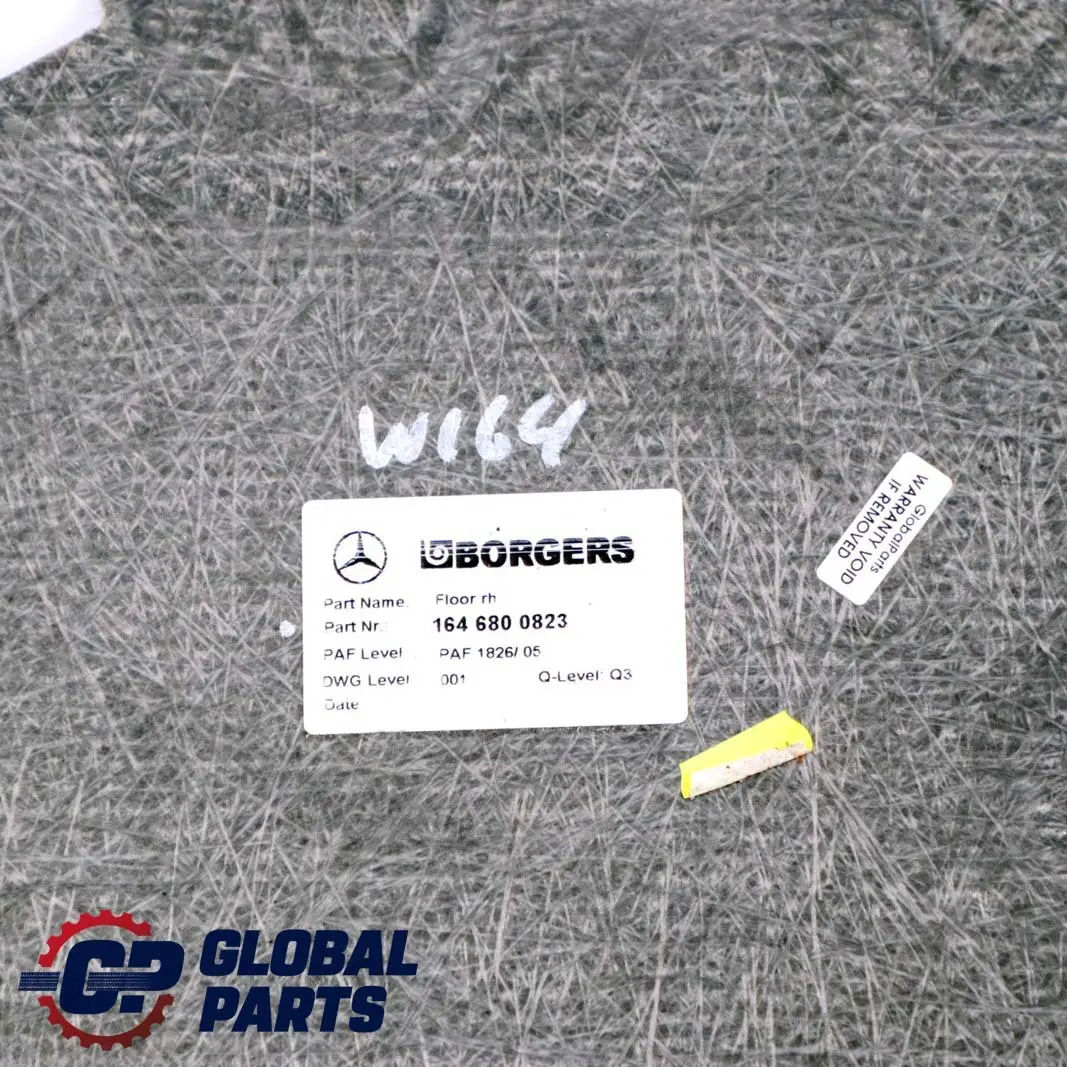 W164
BORGERS
Part Name: Floor rh
Part Nr.: 164 680 0823
PAF Level: PAF 1826/ 05
DWG Level 001 Q-Level: Q3
Date
GlobalParts
WARRANTY VOID
IF REMOVED
GP GLOBAL
PARTS